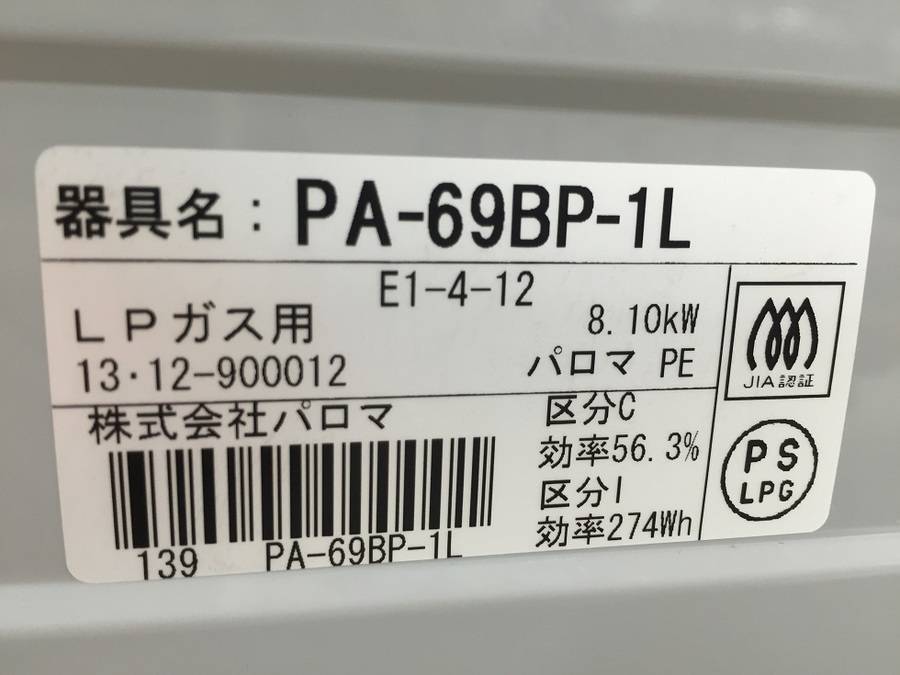 器具名：PA-69BP-1L
E1-4-12
LPガス用
8.10kW
13･12-900012
パロマ PE
JIA認証
株式会社パロマ
区分C
効率56.3%
区分I
効率274Wh
PS
LPG
139 PA-69BP-1L